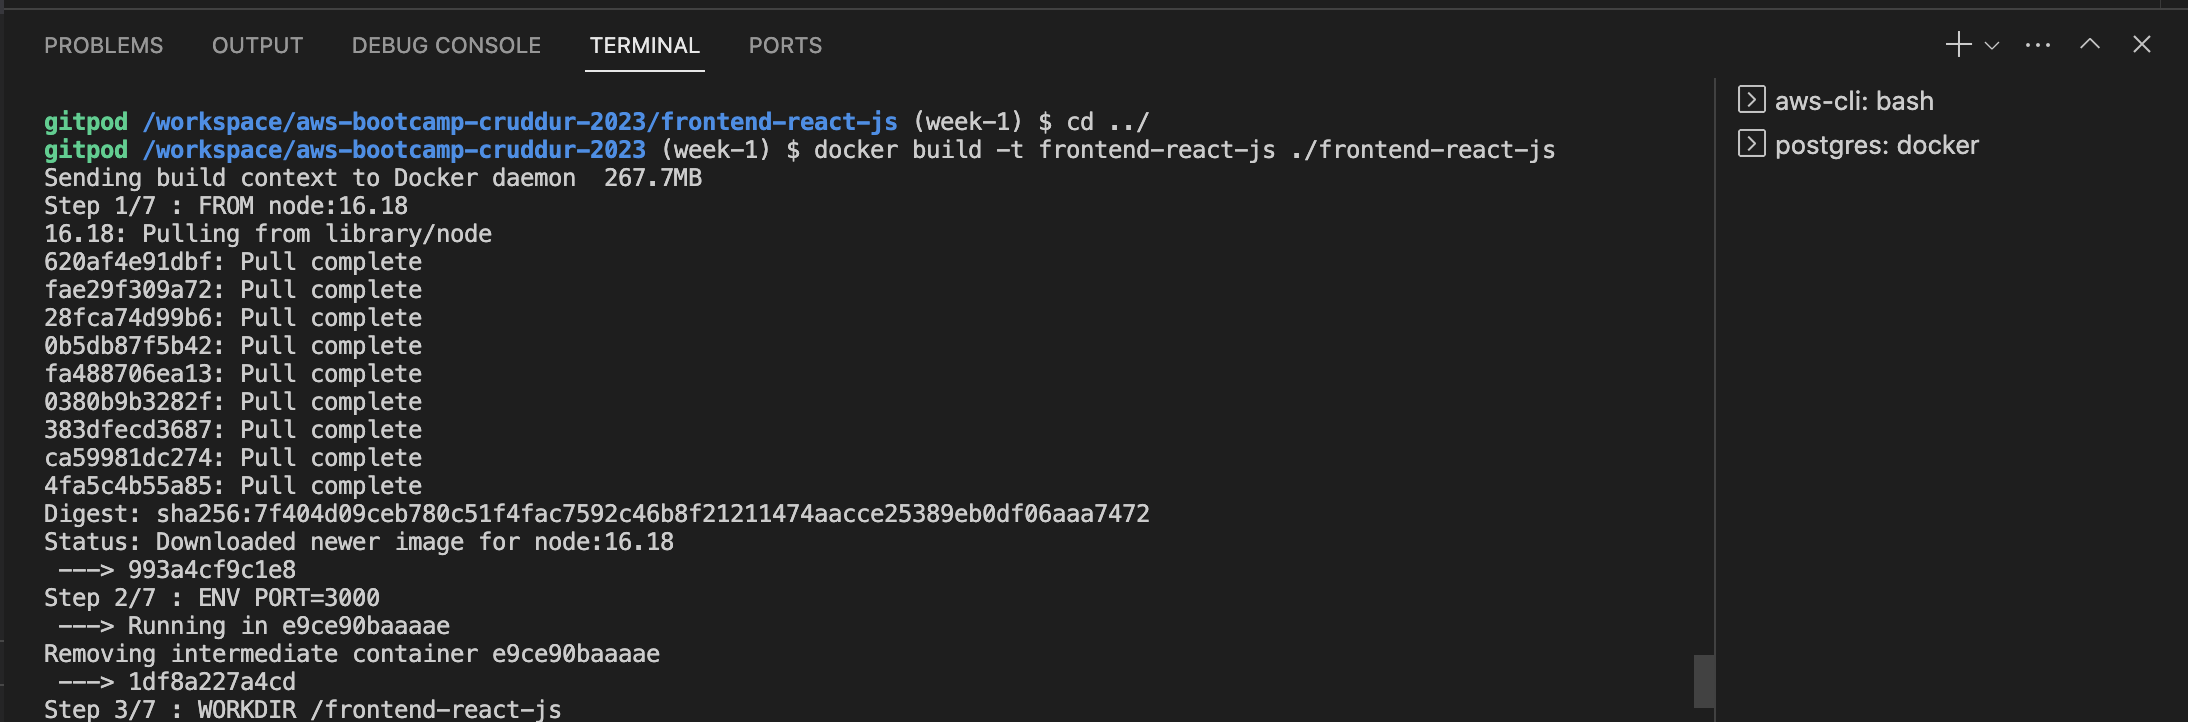 PROBLEMS OUTPUT DEBUG CONSOLE TERMINAL PORTS
gitpod /workspace/aws-bootcamp-cruddur-2023/frontend-react-js (week-1) $ cd ../
gitpod /workspace/aws-bootcamp-cruddur-2023 (week-1) $ docker build -t frontend-react-js ./frontend-react-js
Sending build context to Docker daemon  267.7MB
Step 1/7 : FROM node:16.18
16.18: Pulling from library/node
620af4e91dbf: Pull complete
fae29f309a72: Pull complete
28fca74d99b6: Pull complete
0b5db87f5b42: Pull complete
fa488706ea13: Pull complete
0380b9b3282f: Pull complete
383dfecd3687: Pull complete
ca59981dc274: Pull complete
4fa5c4b55a85: Pull complete
Digest: sha256:7f404d09ceb780c51f4fac7592c46b8f21211474aacce25389eb0df06aaa7472
Status: Downloaded newer image for node:16.18
 ---> 993a4cf9c1e8
Step 2/7 : ENV PORT=3000
 ---> Running in e9ce90baaaae
Removing intermediate container e9ce90baaaae
 ---> 1df8a227a4cd
Step 3/7 : WORKDIR /frontend-react-js
aws-cli: bash
postgres: docker